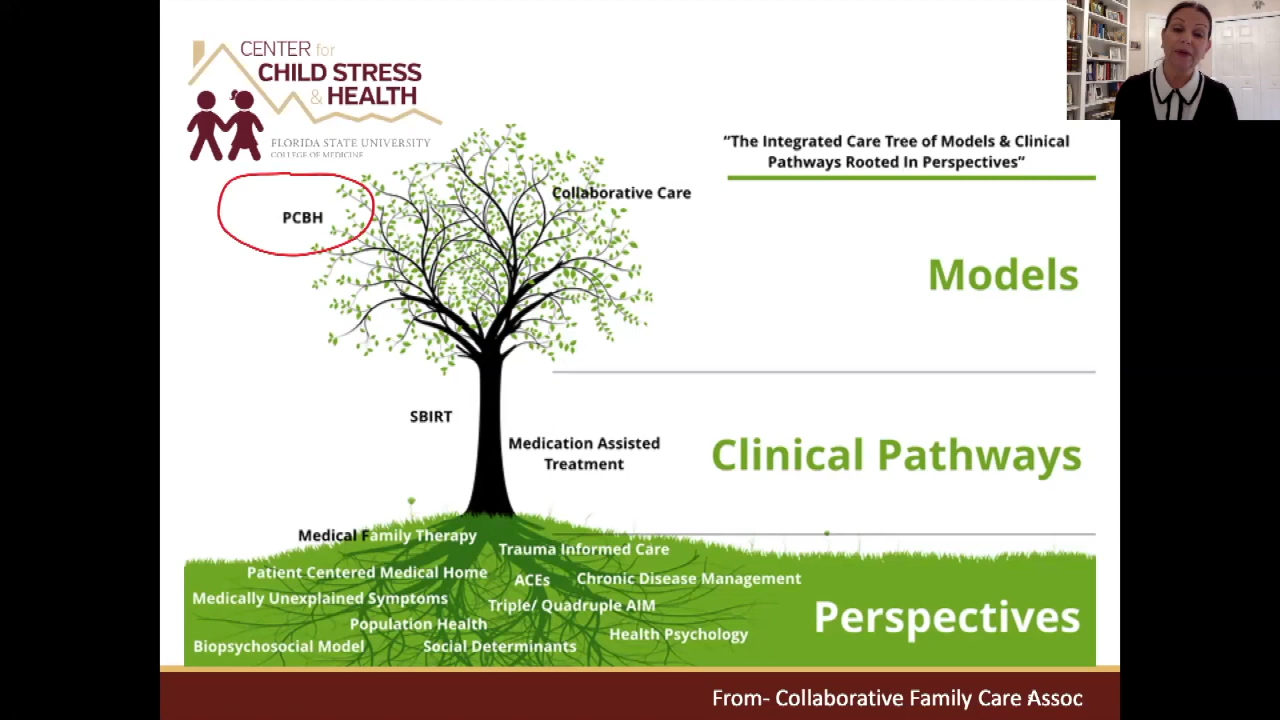 CENTER for
CHILD STRESS
& HEALTH
FLORIDA STATE UNIVERSITY
COLLEGE OF MEDICINE
"The Integrated Care Tree of Models & Clinical
Pathways Rooted In Perspectives"
Collaborative Care
PCBH
Models
SBIRT
Medication Assisted
Treatment
Clinical Pathways
Medical Family Therapy
Trauma Informed Care
Patient Centered Medical Home
ACEs
Chronic Disease Management
Medically Unexplained Symptoms
Triple/ Quadruple AIM
Population Health
Health Psychology
Biopsychosocial Model
Social Determinants
Perspectives
From- Collaborative Family Care Assoc